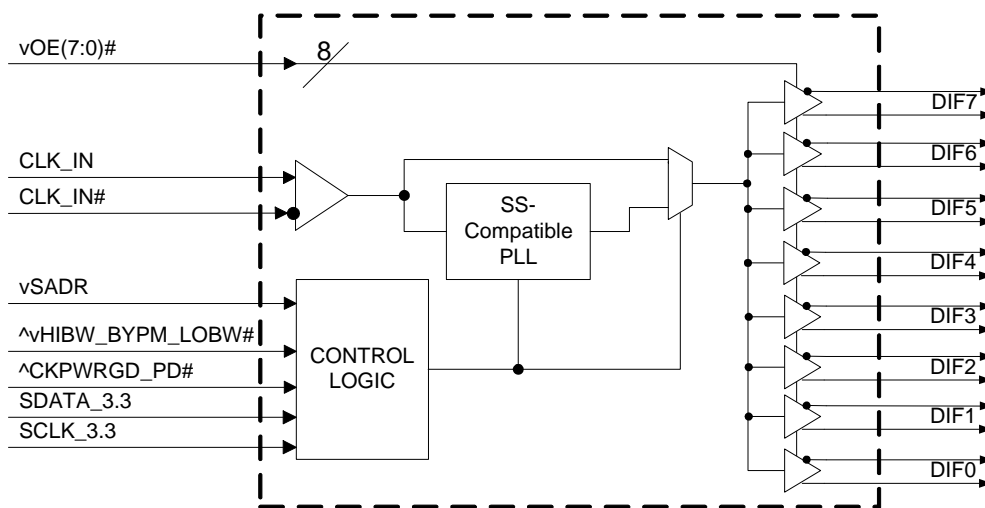 vOE(7:0)#
8
CLK_IN
CLK_IN#
SS-
Compatible
PLL
vSADR
^vHIBW_BYPM_LOBW#
^CKPWRGD_PD#
SDATA_3.3
SCLK_3.3
CONTROL
LOGIC
DIF7
DIF6
DIF5
DIF4
DIF3
DIF2
DIF1
DIF0